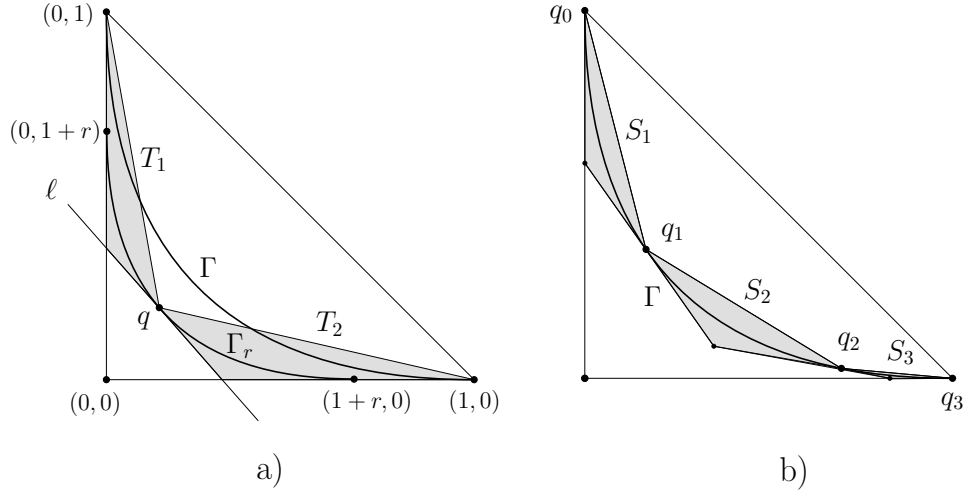 (0, 1)
(0, 1 + r)
T₁
ℓ
Γ
q
Γᵣ
T₂
(0, 0)
(1 + r, 0)
(1, 0)
a)
q₀
S₁
q₁
Γ
S₂
q₂
S₃
q₃
b)